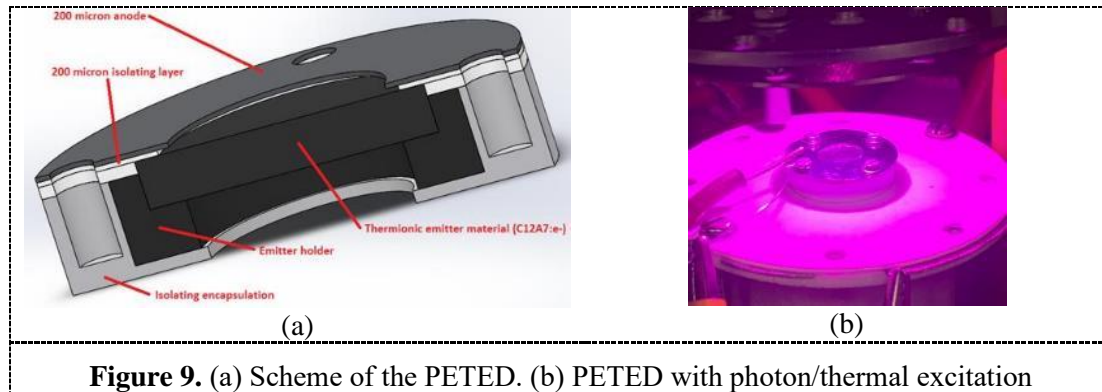 200 micron anode
200 micron isolating layer
Thermionic emitter material (C12A7:e-)
Emitter holder
Isolating encapsulation
(a)
(b)
Figure 9. (a) Scheme of the PETED. (b) PETED with photon/thermal excitation